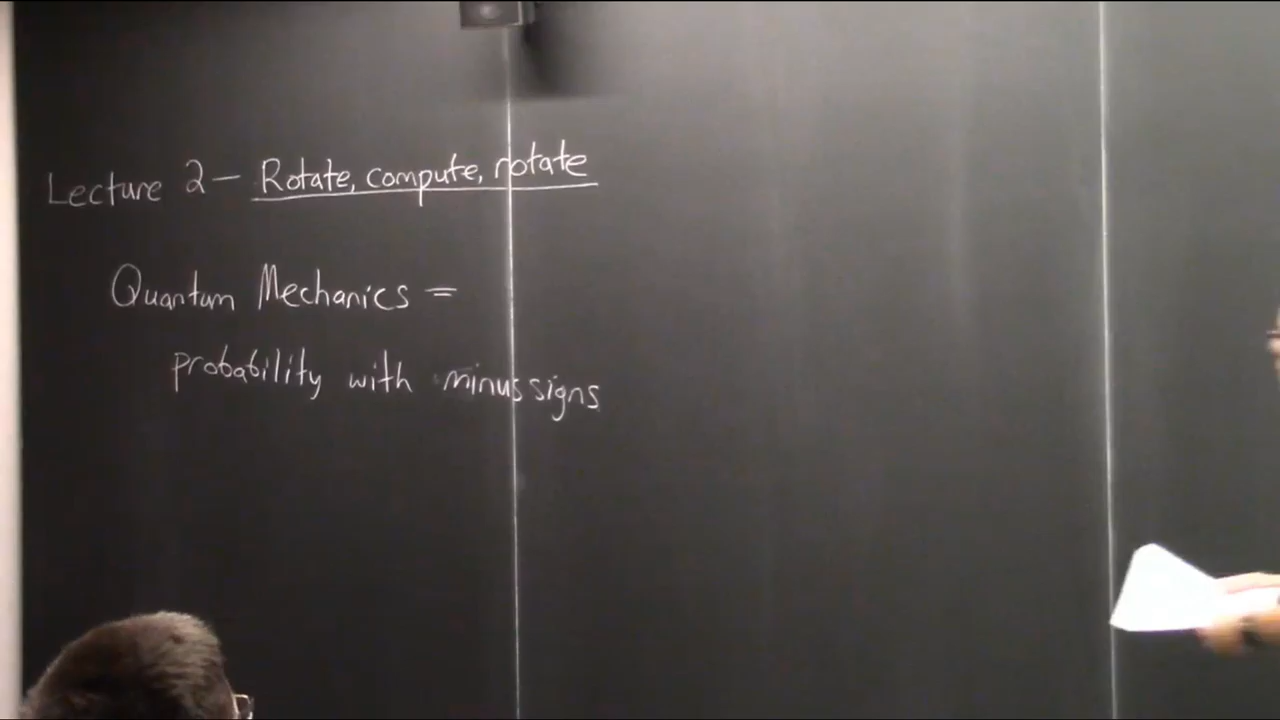 Lecture 2 – Rotate, compute, rotate
Quantum Mechanics =
probability with minus signs